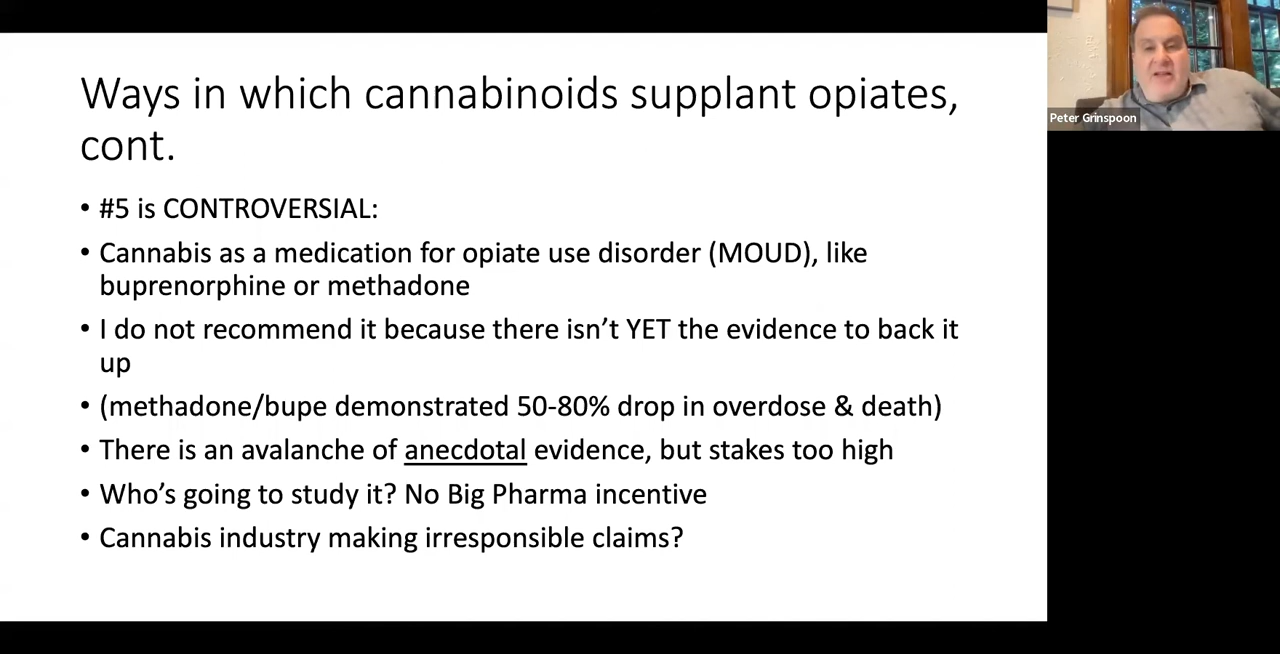 Ways in which cannabinoids supplant opiates,
cont.
• #5 is CONTROVERSIAL:
• Cannabis as a medication for opiate use disorder (MOUD), like
buprenorphine or methadone
• I do not recommend it because there isn’t YET the evidence to back it
up
• (methadone/bupe demonstrated 50-80% drop in overdose & death)
• There is an avalanche of anecdotal evidence, but stakes too high
• Who’s going to study it? No Big Pharma incentive
• Cannabis industry making irresponsible claims?
Peter Grinspoon